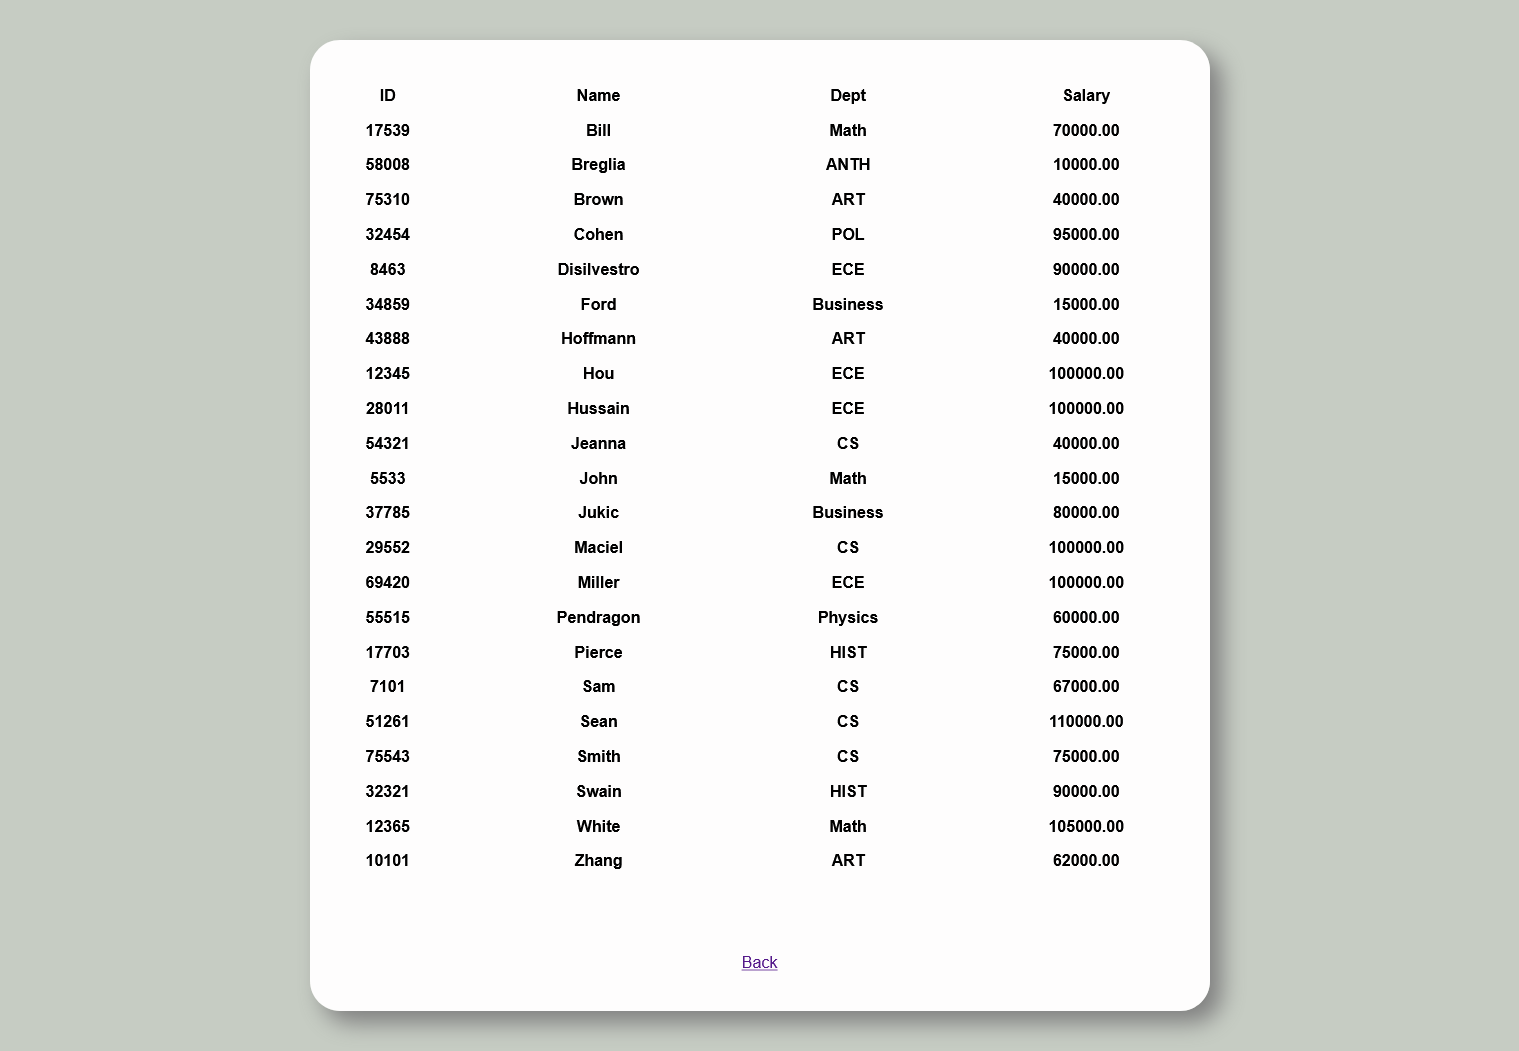 ID Name Dept Salary
17539 Bill Math 70000.00
58008 Breglia ANTH 10000.00
75310 Brown ART 40000.00
32454 Cohen POL 95000.00
8463 Disilvestro ECE 90000.00
34859 Ford Business 15000.00
43888 Hoffmann ART 40000.00
12345 Hou ECE 100000.00
28011 Hussain ECE 100000.00
54321 Jeanna CS 40000.00
5533 John Math 15000.00
37785 Jukic Business 80000.00
29552 Maciel CS 100000.00
69420 Miller ECE 100000.00
55515 Pendragon Physics 60000.00
17703 Pierce HIST 75000.00
7101 Sam CS 67000.00
51261 Sean CS 110000.00
75543 Smith CS 75000.00
32321 Swain HIST 90000.00
12365 White Math 105000.00
10101 Zhang ART 62000.00
Back